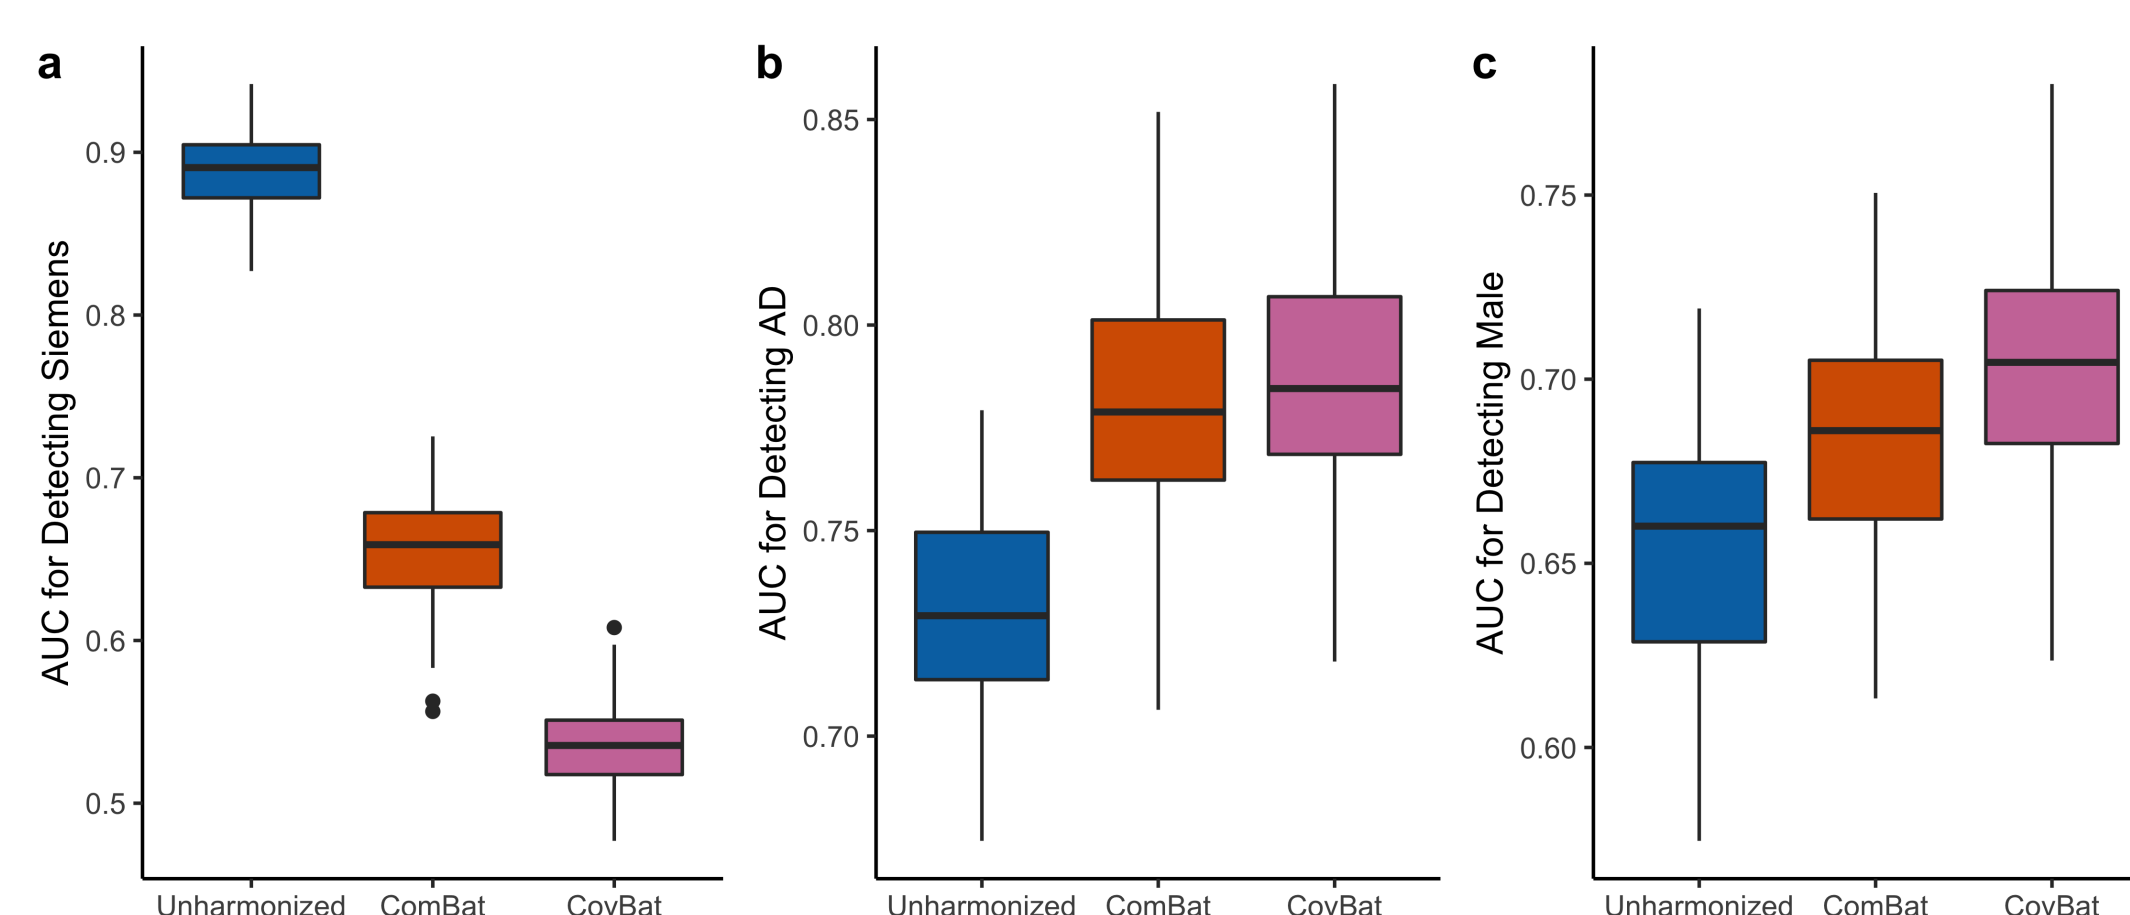 a
AUC for Detecting Siemens
0.9
0.8
0.7
0.6
0.5
Unharmonized ComBat CovBat
b
AUC for Detecting AD
0.85
0.80
0.75
0.70
Unharmonized ComBat CovBat
c
AUC for Detecting Male
0.75
0.70
0.65
0.60
Unharmonized ComBat CovBat